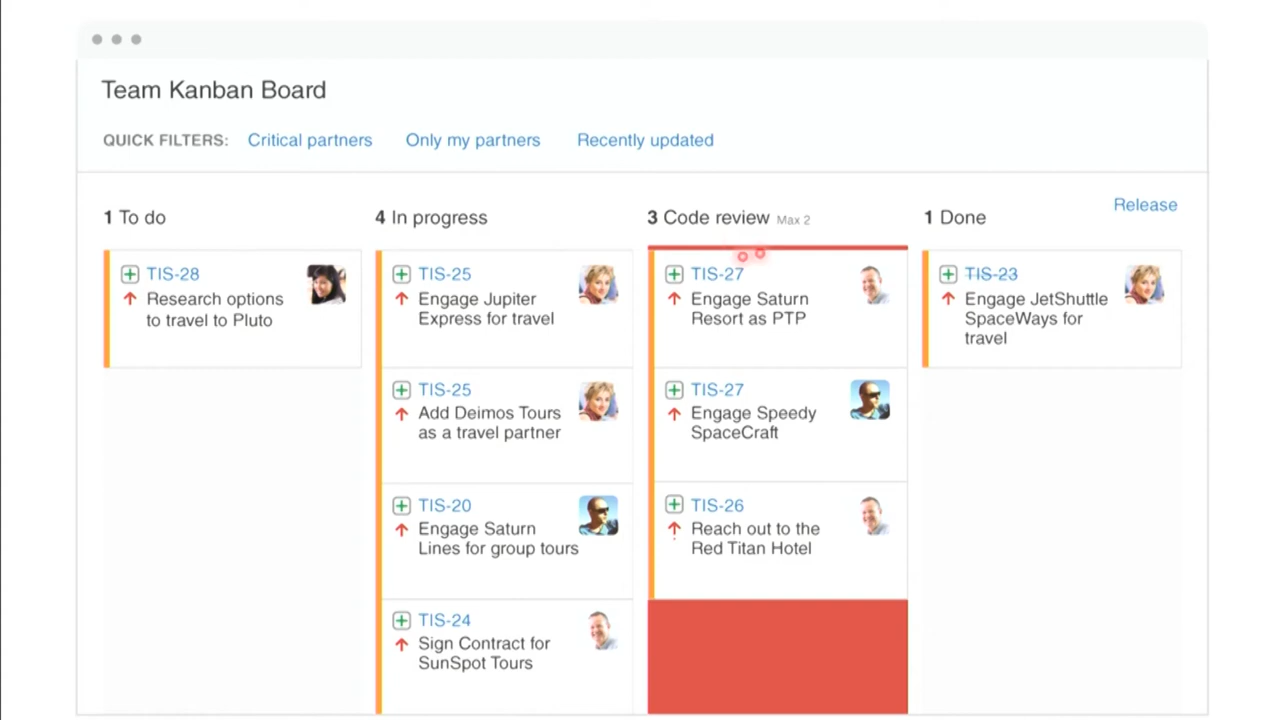 Team Kanban Board
QUICK FILTERS: Critical partners Only my partners Recently updated
Release
1 To do
TIS-28
Research options
to travel to Pluto
4 In progress
TIS-25
Engage Jupiter
Express for travel
TIS-25
Add Deimos Tours
as a travel partner
TIS-20
Engage Saturn
Lines for group tours
TIS-24
Sign Contract for
SunSpot Tours
3 Code review Max 2
TIS-27
Engage Saturn
Resort as PTP
TIS-27
Engage Speedy
SpaceCraft
TIS-26
Reach out to the
Red Titan Hotel
1 Done
TIS-23
Engage JetShuttle
SpaceWays for
travel